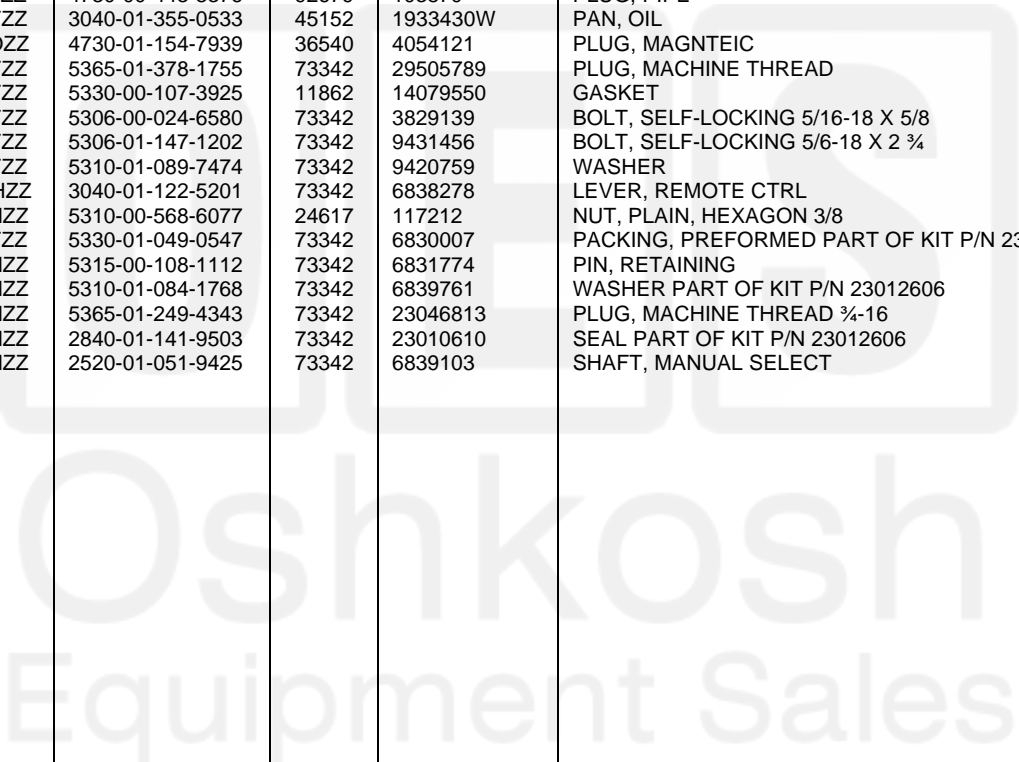 3040-01-355-0533 45152 1933430W PAN, OIL
4730-01-154-7939 36540 4054121 PLUG, MAGNTEIC
5365-01-378-1755 73342 29505789 PLUG, MACHINE THREAD
5330-00-107-3925 11862 14079550 GASKET
5306-00-024-6580 73342 3829139 BOLT, SELF-LOCKING 5/16-18 X 5/8
5306-01-147-1202 73342 9431456 BOLT, SELF-LOCKING 5/6-18 X 2 ¾
5310-01-089-7474 73342 9420759 WASHER
3040-01-122-5201 73342 6838278 LEVER, REMOTE CTRL
5310-00-568-6077 24617 117212 NUT, PLAIN, HEXAGON 3/8
5330-01-049-0547 73342 6830007 PACKING, PREFORMED PART OF KIT P/N
5315-00-108-1112 73342 6831774 PIN, RETAINING
5310-01-084-1768 73342 6839761 WASHER PART OF KIT P/N 23012606
5365-01-249-4343 73342 23046813 PLUG, MACHINE THREAD ¾-16
2840-01-141-9503 73342 23010610 SEAL PART OF KIT P/N 23012606
2520-01-051-9425 73342 6839103 SHAFT, MANUAL SELECT
OES
Oshkosh
Equipment Sales